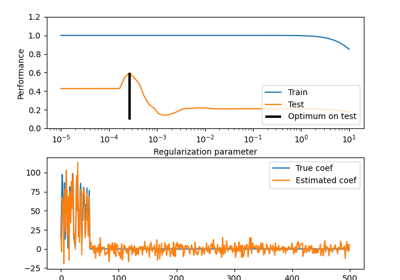 1.2
1.0
0.8
0.6
0.4
0.2
0.0
Performance
Train
Test
Optimum on test
10⁻⁵ 10⁻⁴ 10⁻³ 10⁻² 10⁻¹ 10⁰ 10¹
Regularization parameter
100
75
50
25
0
−25
True coef
Estimated coef
0 100 200 300 400 500